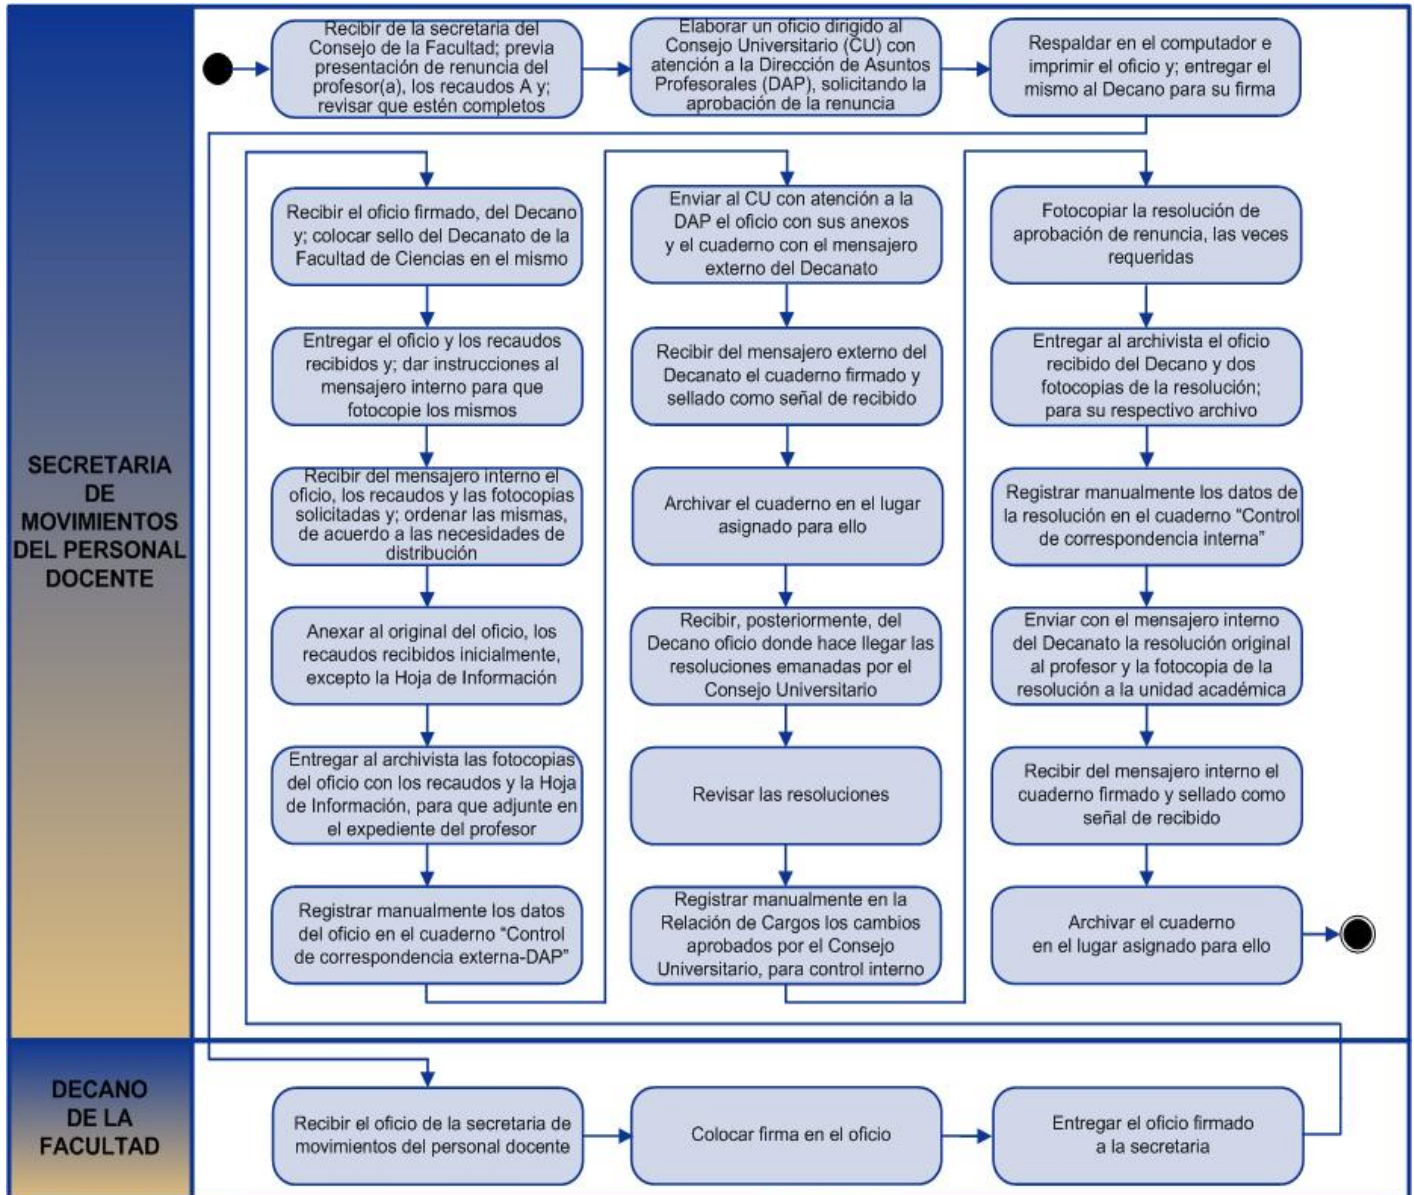 SECRETARIA
DE
MOVIMIENTOS
DEL PERSONAL
DOCENTE
Recibir de la secretaria del
Consejo de la Facultad; previa
presentación de renuncia del
profesor(a), los recaudos A y;
revisar que estén completos
Elaborar un oficio dirigido al
Consejo Universitario (CU) con
atención a la Dirección de Asuntos
Profesorales (DAP), solicitando la
aprobación de la renuncia
Respaldar en el computador e
imprimir el oficio y; entregar el
mismo al Decano para su firma
Recibir el oficio firmado, del Decano
y; colocar sello del Decanato de la
Facultad de Ciencias en el mismo
Entregar el oficio y los recaudos
recibidos y; dar instrucciones al
mensajero interno para que
fotocopie los mismos
Recibir del mensajero interno el
oficio, los recaudos y las fotocopias
solicitadas y; ordenar las mismas,
de acuerdo a las necesidades de
distribución
Anexar al original del oficio, los
recaudos recibidos inicialmente,
excepto la Hoja de Información
Entregar al archivista las fotocopias
del oficio con los recaudos y la Hoja
de Información, para que adjunte en
el expediente del profesor
Registrar manualmente los datos
del oficio en el cuaderno “Control
de correspondencia externa-DAP”
Enviar al CU con atención a la
DAP el oficio con sus anexos
y el cuaderno con el mensajero
externo del Decanato
Recibir del mensajero externo del
Decanato el cuaderno firmado y
sellado como señal de recibido
Archivar el cuaderno en el lugar
asignado para ello
Recibir, posteriormente, del
Decano oficio donde hace llegar las
resoluciones emanadas por el
Consejo Universitario
Revisar las resoluciones
Registrar manualmente en la
Relación de Cargos los cambios
aprobados por el Consejo
Universitario, para control interno
Fotocopiar la resolución de
aprobación de renuncia, las veces
requeridas
Entregar al archivista el oficio
recibido del Decano y dos
fotocopias de la resolución;
para su respectivo archivo
Registrar manualmente los datos de
la resolución en el cuaderno “Control
de correspondencia interna”
Enviar con el mensajero interno
del Decanato la resolución original
al profesor y la fotocopia de la
resolución a la unidad académica
Recibir del mensajero interno el
cuaderno firmado y sellado como
señal de recibido
Archivar el cuaderno
en el lugar asignado para ello
DECANO
DE LA
FACULTAD
Recibir el oficio de la secretaria de
movimientos del personal docente
Colocar firma en el oficio
Entregar el oficio firmado
a la secretaria